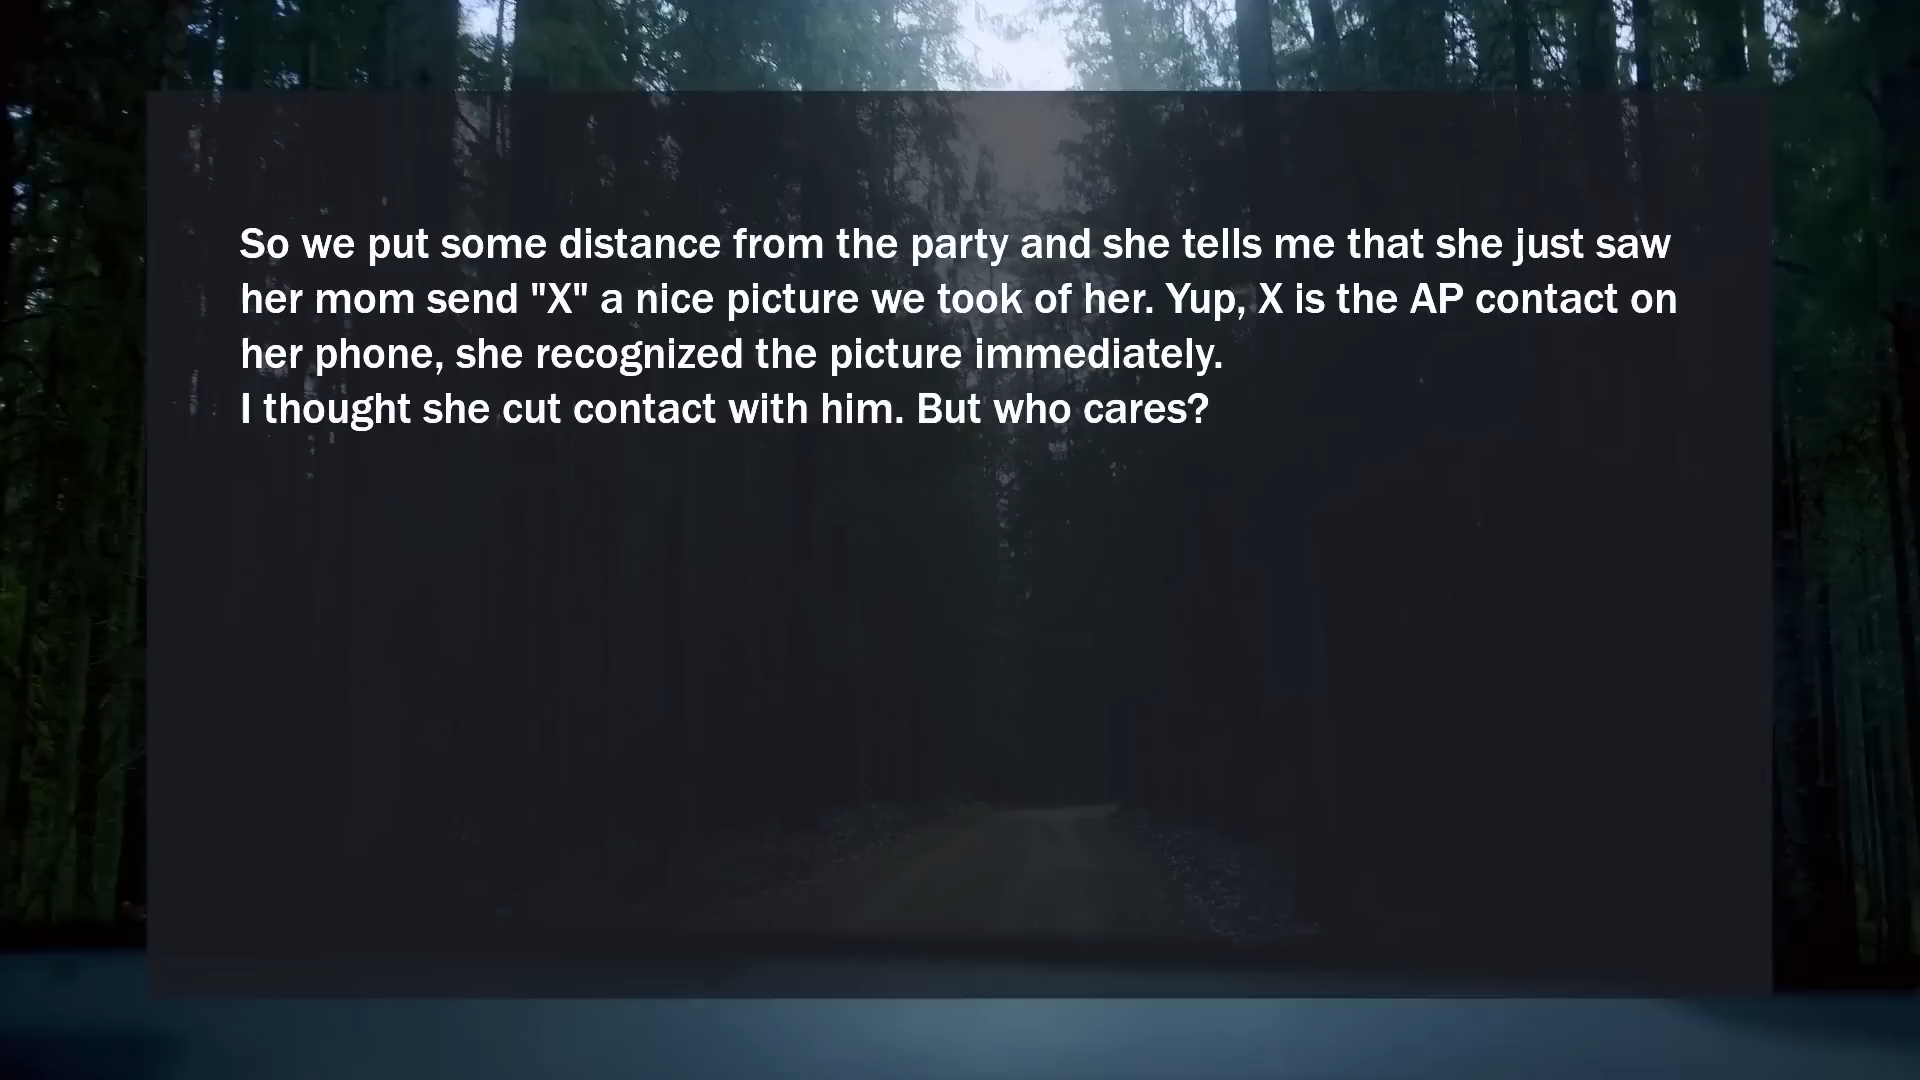 So we put some distance from the party and she tells me that she just saw
her mom send "X" a nice picture we took of her. Yup, X is the AP contact on
her phone, she recognized the picture immediately.
I thought she cut contact with him. But who cares?